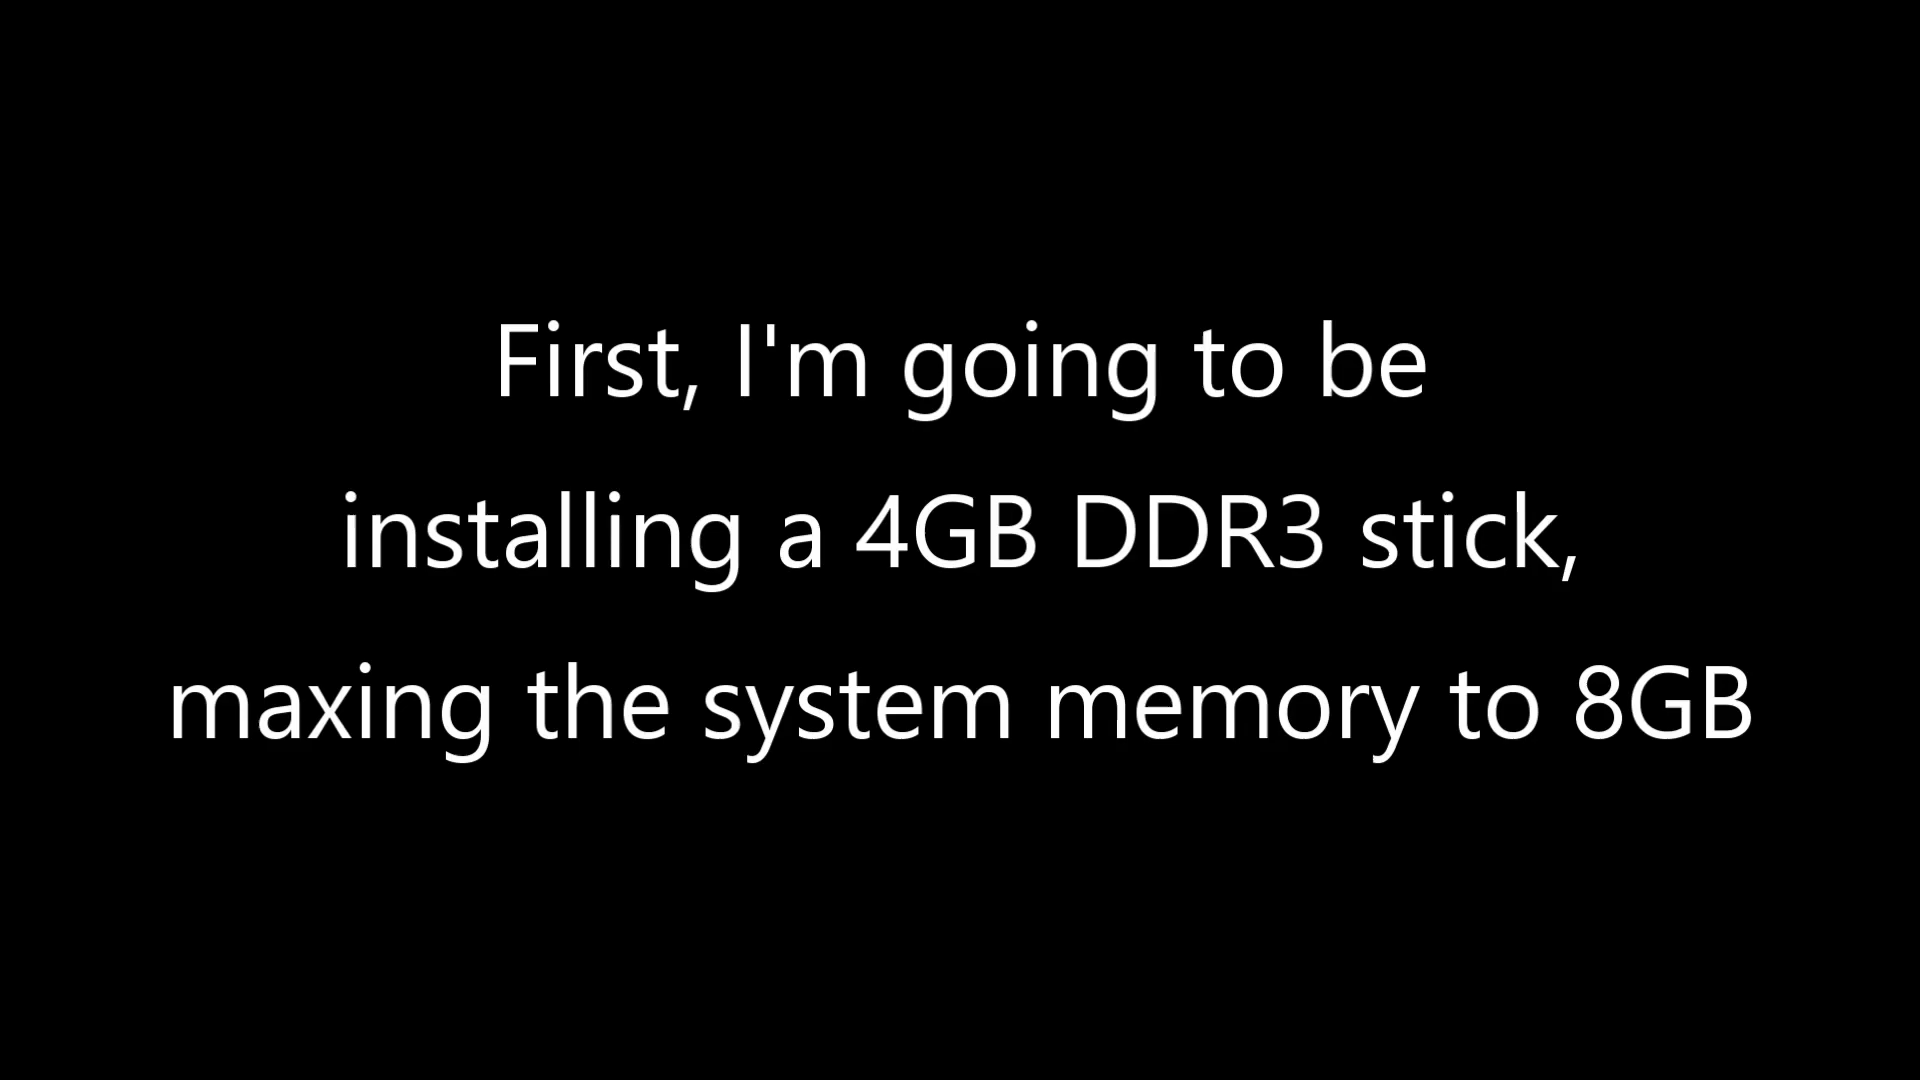 First, I'm going to be
installing a 4GB DDR3 stick,
maxing the system memory to 8GB